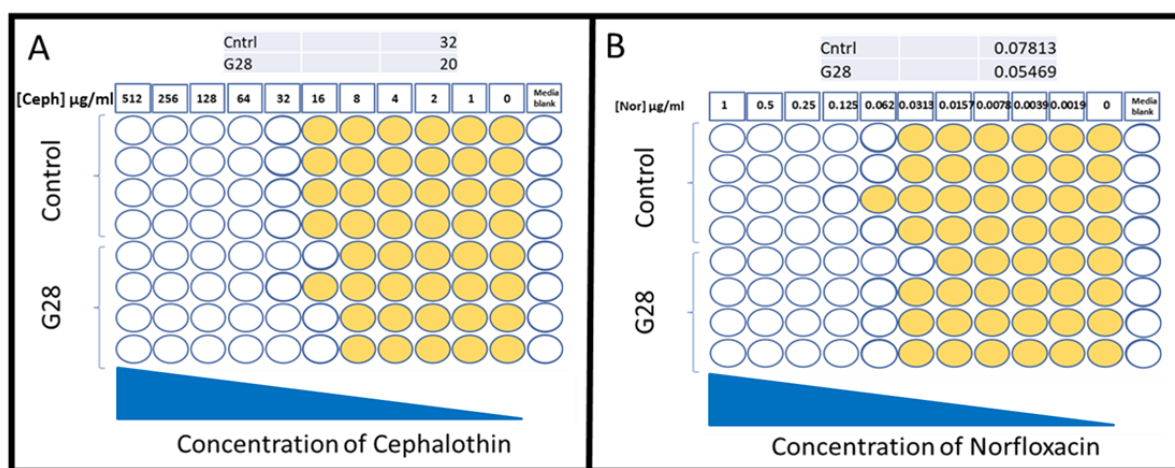 A
Cntrl 32
G28 20
[Ceph] µg/ml 512 256 128 64 32 16 8 4 2 1 0 Media blank
Control
G28
Concentration of Cephalothin
B
Cntrl 0.07813
G28 0.05469
[Nor] µg/ml 1 0.5 0.25 0.125 0.062 0.0313 0.0157 0.0078 0.0039 0.0019 0 Media blank
Control
G28
Concentration of Norfloxacin